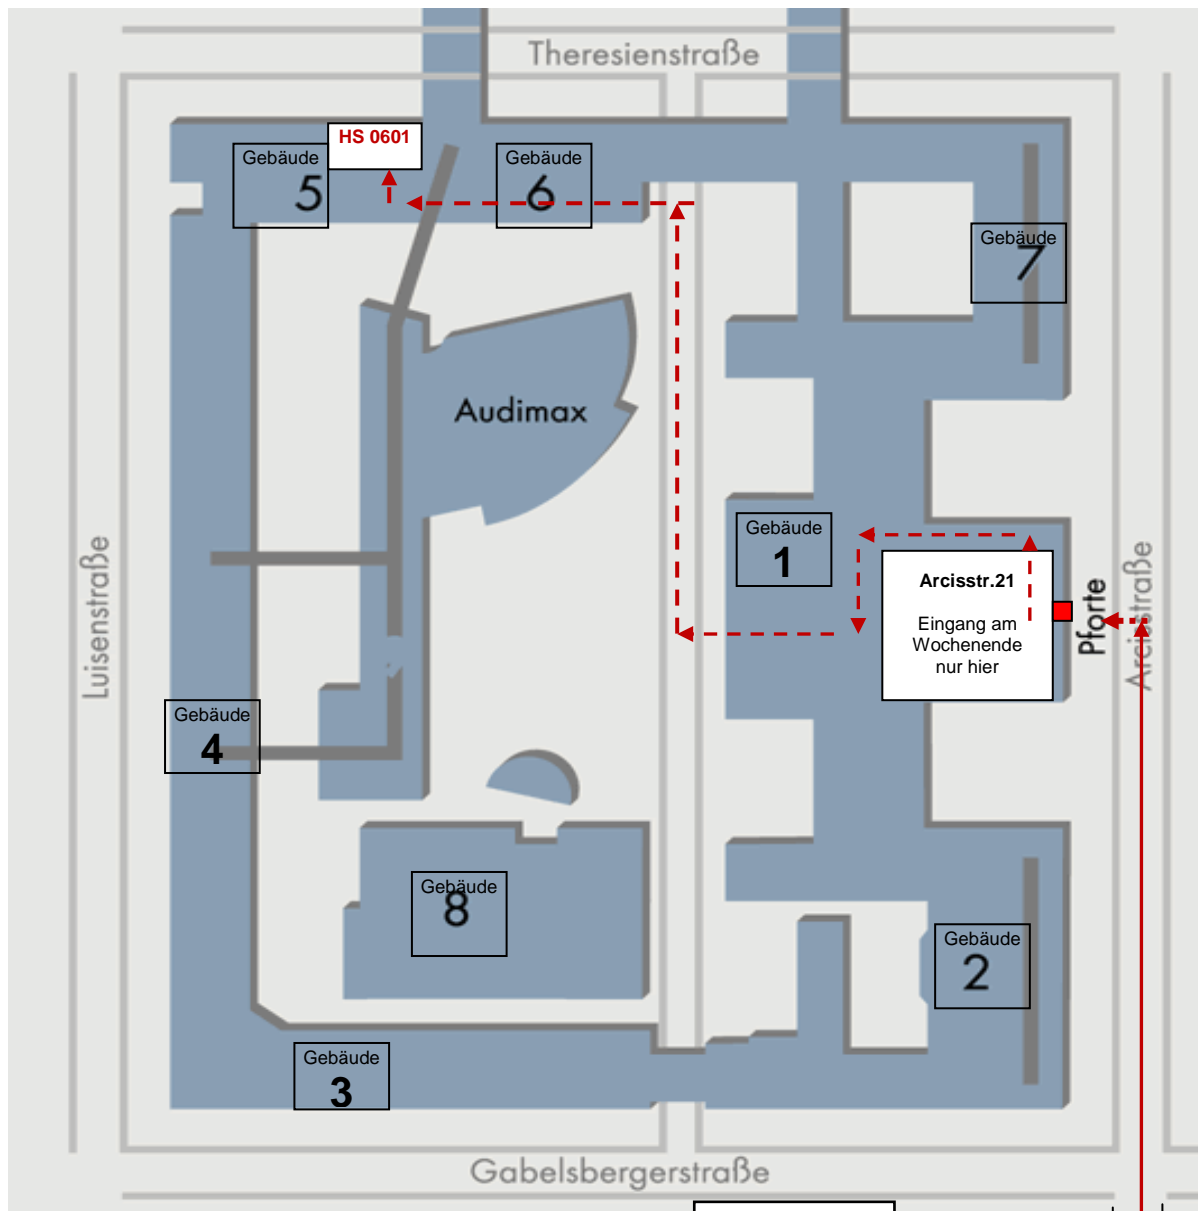 Theresienstraße
HS 0601
Gebäude
5
Gebäude
6
Gebäude
7
Audimax
Luisenstraße
Gebäude
1
Arcisstr.21
Eingang am
Wochenende
nur hier
Pforte
Arcisstraße
Gebäude
4
Gebäude
8
Gebäude
2
Gebäude
3
Gabelsbergerstraße